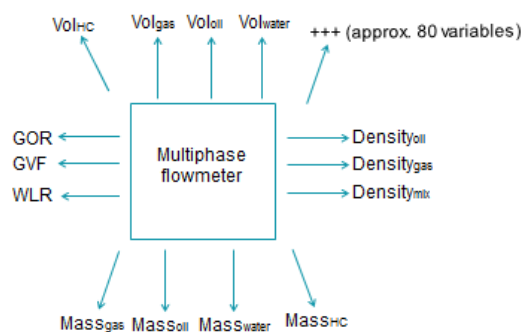 VolHC
Volgas
Voloil
Volwater
+++ (approx. 80 variables)
GOR
GVF
WLR
Multiphase
flowmeter
Densityoil
Densitygas
Densitymix
Massgas
Massoil
Masswater
MassHC